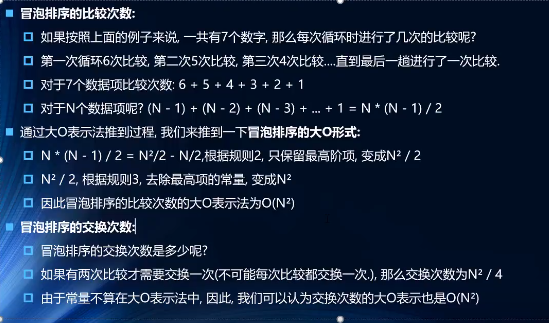 冒泡排序的比较次数:
如果按照上面的例子来说, 一共有7个数字, 那么每次循环时进行了几次的比较呢?
第一次循环6次比较, 第二次5次比较, 第三次4次比较....直到最后一趟进行了一次比较.
对于7个数据项比较次数: 6 + 5 + 4 + 3 + 2 + 1
对于N个数据项呢? (N - 1) + (N - 2) + (N - 3) + ... + 1 = N * (N - 1) / 2
通过大O表示法推到过程, 我们来推到一下冒泡排序的大O形式:
N * (N - 1) / 2 = N²/2 - N/2,根据规则2, 只保留最高阶项, 变成N² / 2
N² / 2, 根据规则3, 去除最高项的常量, 变成N²
因此冒泡排序的比较次数的大O表示法为O(N²)
冒泡排序的交换次数:
冒泡排序的交换次数是多少呢?
如果有两次比较才需要交换一次(不可能每次比较都交换一次.), 那么交换次数为N² / 4
由于常量不算在大O表示法中, 因此, 我们可以认为交换次数的大O表示也是O(N²)